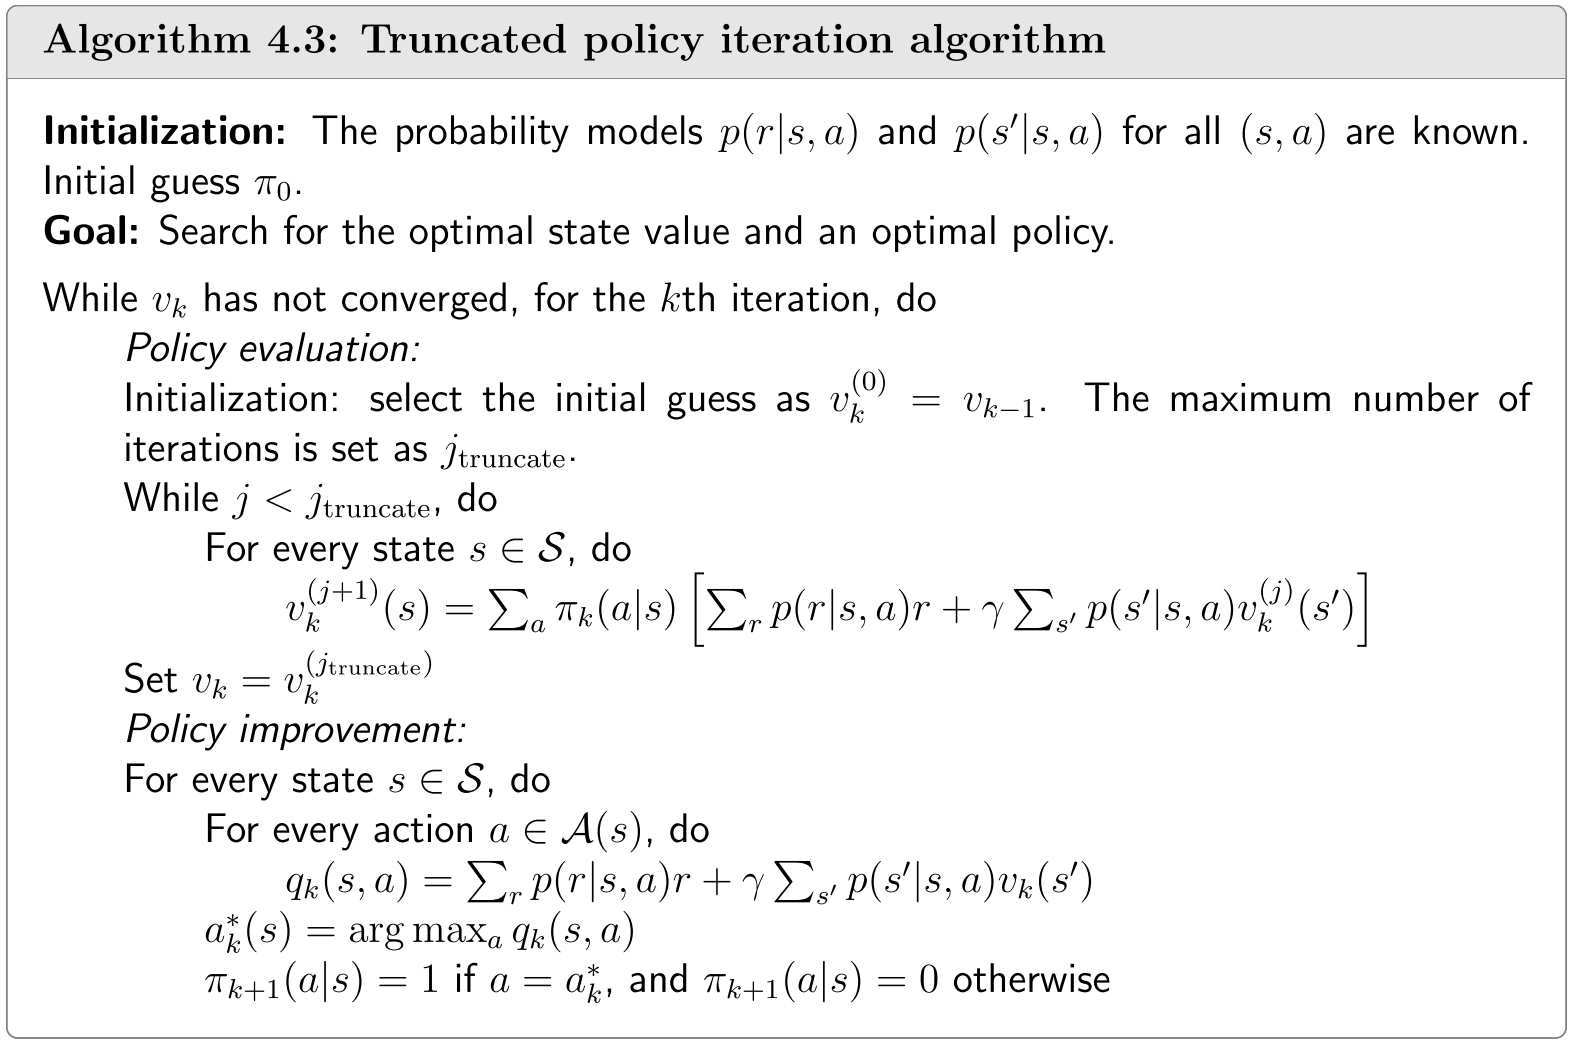 Algorithm 4.3: Truncated policy iteration algorithm
Initialization: The probability models $p(r|s, a)$ and $p(s'|s, a)$ for all $(s, a)$ are known.
Initial guess $\pi_0$.
Goal: Search for the optimal state value and an optimal policy.
While $v_k$ has not converged, for the $k$th iteration, do
Policy evaluation:
Initialization: select the initial guess as $v_k^{(0)} = v_{k-1}$. The maximum number of
iterations is set as $j_{\text{truncate}}$.
While $j < j_{\text{truncate}}$, do
For every state $s \in \mathcal{S}$, do
$v_k^{(j+1)}(s) = \sum_a \pi_k(a|s) \left[ \sum_r p(r|s, a)r + \gamma \sum_{s'} p(s'|s, a)v_k^{(j)}(s') \right]$
Set $v_k = v_k^{(j_{\text{truncate}})}$
Policy improvement:
For every state $s \in \mathcal{S}$, do
For every action $a \in \mathcal{A}(s)$, do
$q_k(s, a) = \sum_r p(r|s, a)r + \gamma \sum_{s'} p(s'|s, a)v_k(s')$
$a_k^*(s) = \arg\max_a q_k(s, a)$
$\pi_{k+1}(a|s) = 1$ if $a = a_k^*$, and $\pi_{k+1}(a|s) = 0$ otherwise